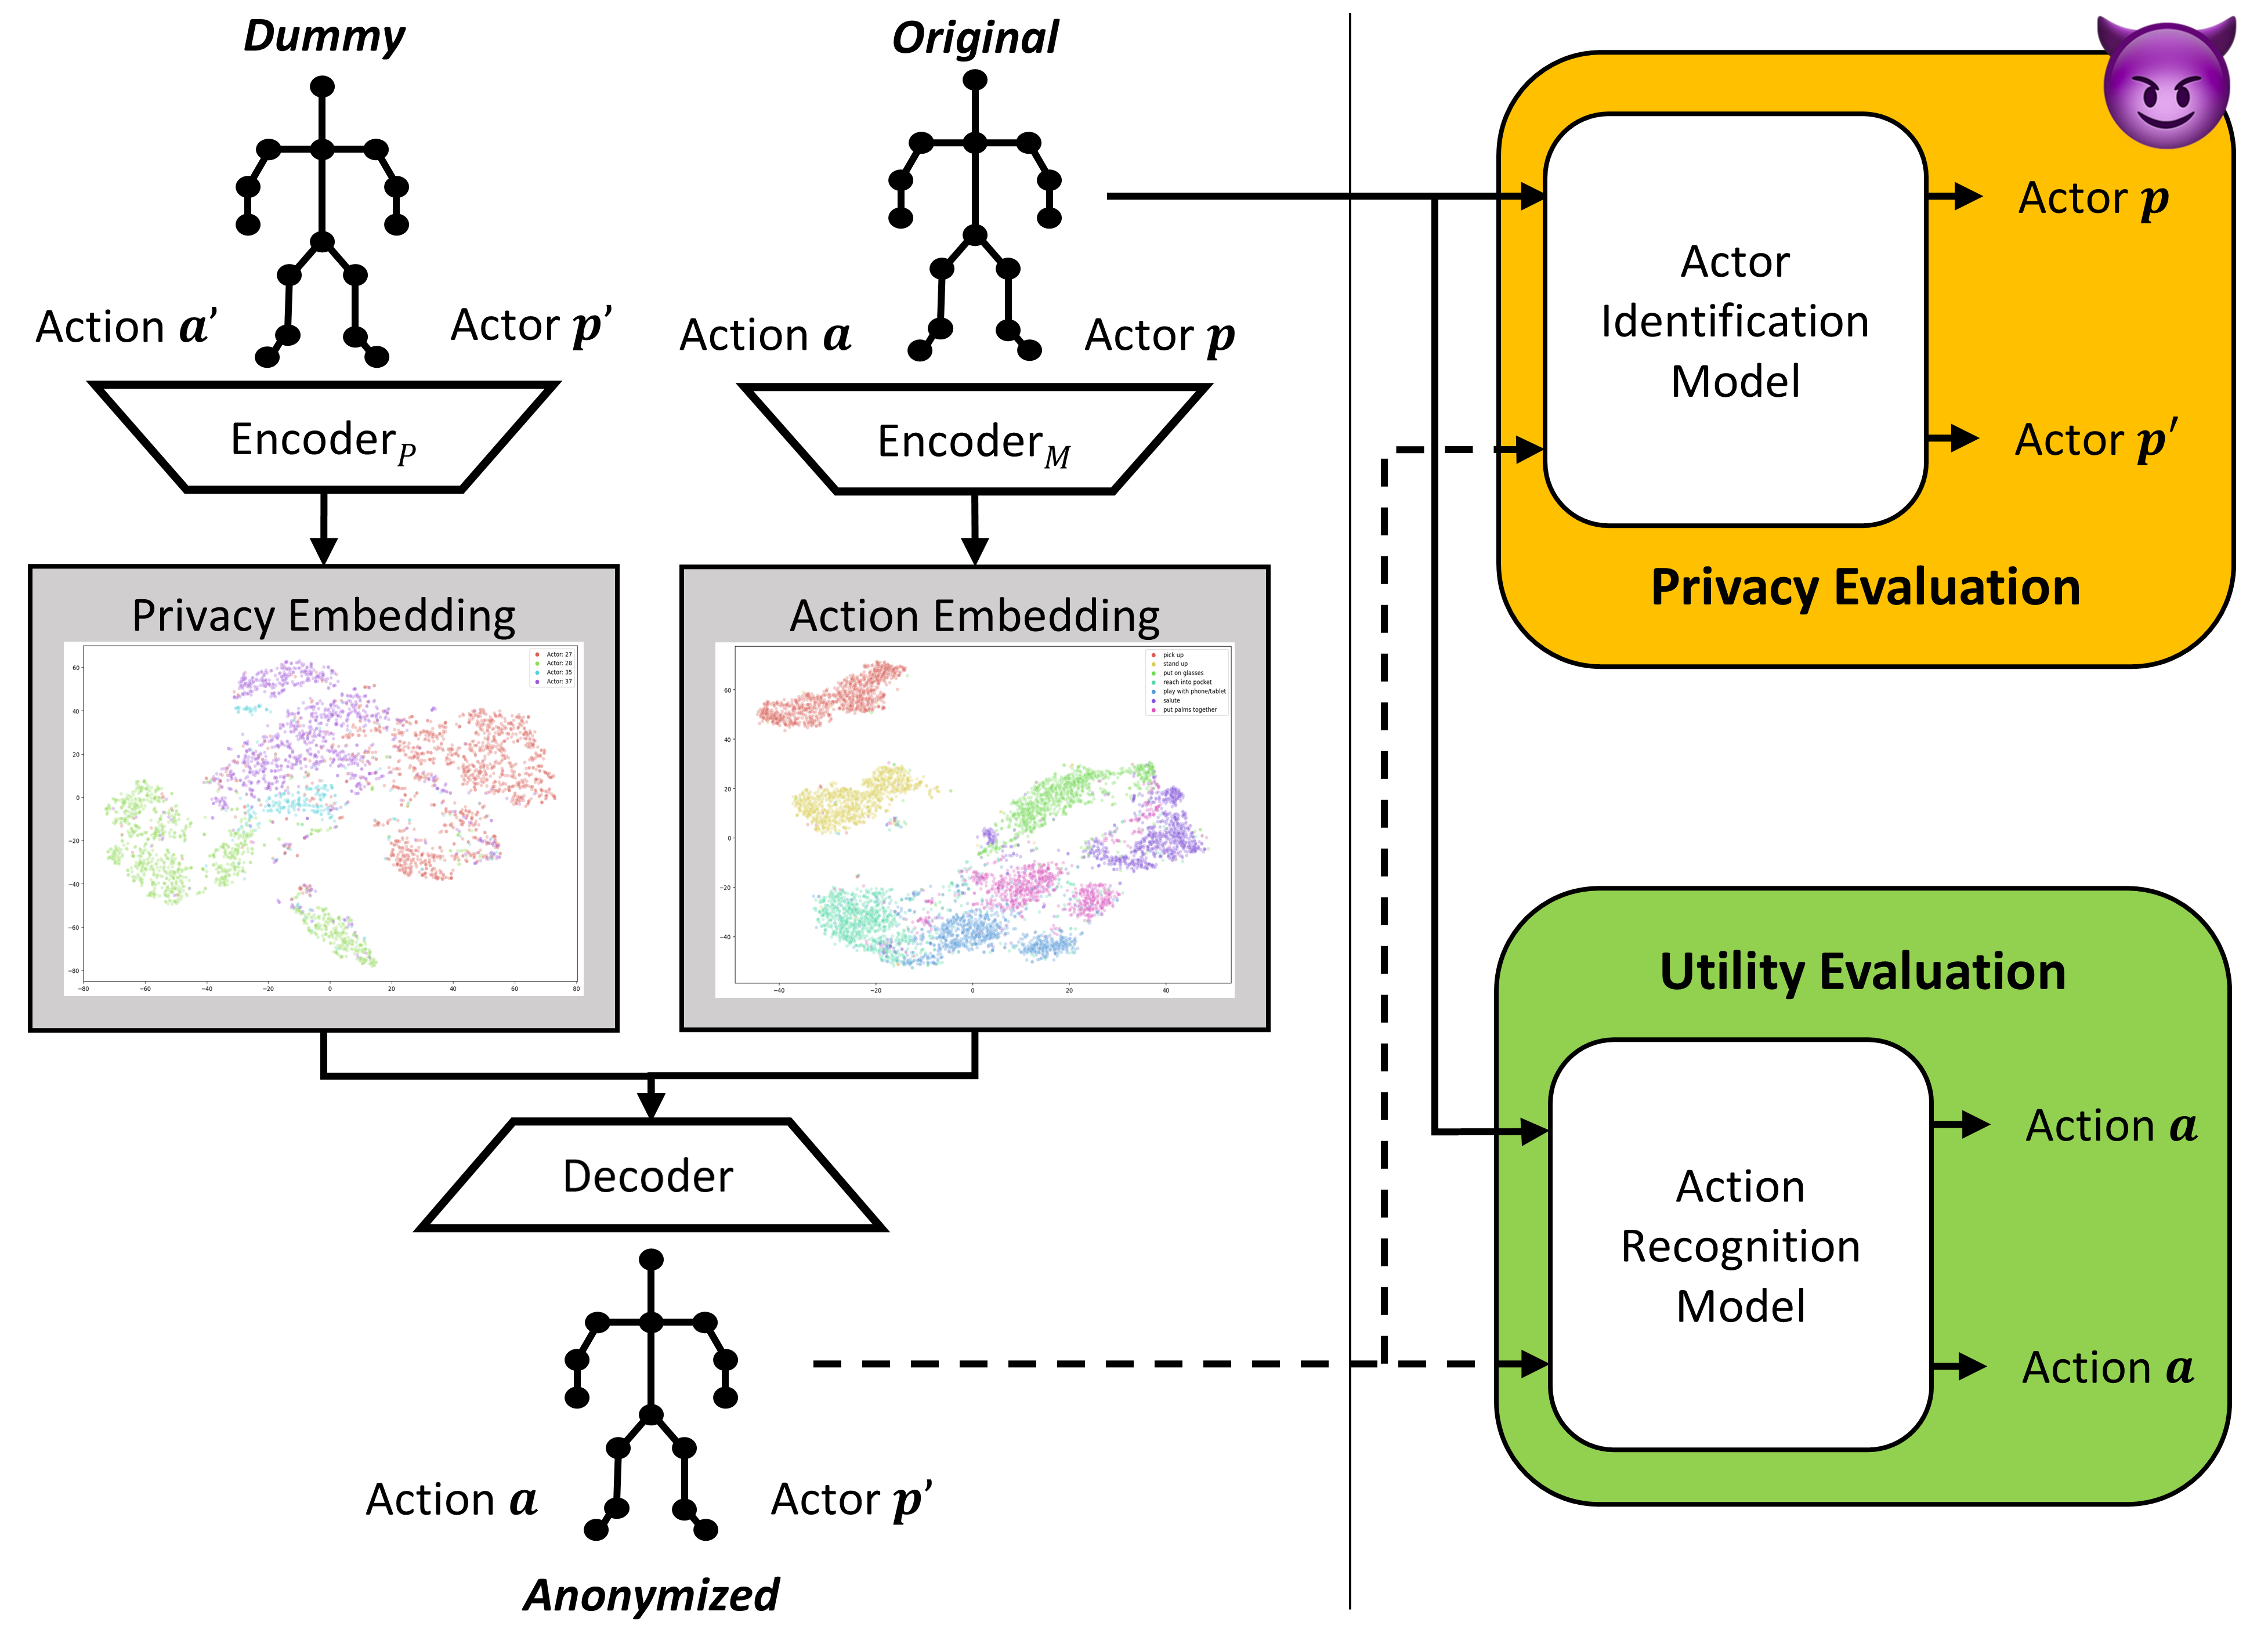 Dummy
Original
Action a’
Actor p’
Action a
Actor p
Encoder_P
Encoder_M
Privacy Embedding
Actor: 27
Actor: 28
Actor: 35
Actor: 37
60
40
20
0
−20
−40
−60
−80
−80
−60
−40
−20
0
20
40
60
80
Action Embedding
pick up
stand up
put on glasses
reach into pocket
play with phone/tablet
salute
put palms together
60
40
20
0
−20
−40
−40
−20
0
20
40
Decoder
Action a
Actor p’
Anonymized
Actor
Identification
Model
Actor p
Actor p′
Privacy Evaluation
Utility Evaluation
Action
Recognition
Model
Action a
Action a